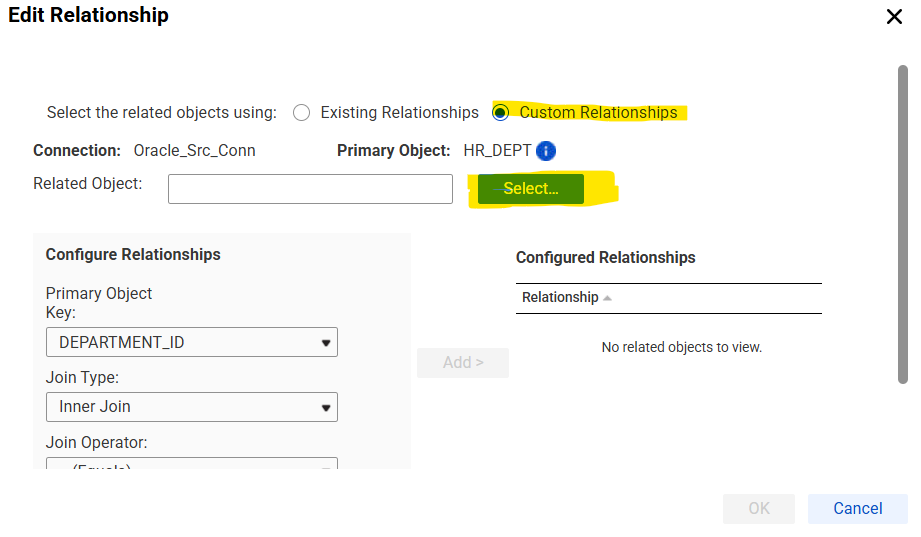 Edit Relationship
Select the related objects using: Existing Relationships Custom Relationships
Connection: Oracle_Src_Conn Primary Object: HR_DEPT
Related Object: Select...
Configure Relationships
Configured Relationships
Primary Object
Key:
Relationship
DEPARTMENT_ID
No related objects to view.
Add >
Join Type:
Inner Join
Join Operator:
(Equals)
OK Cancel